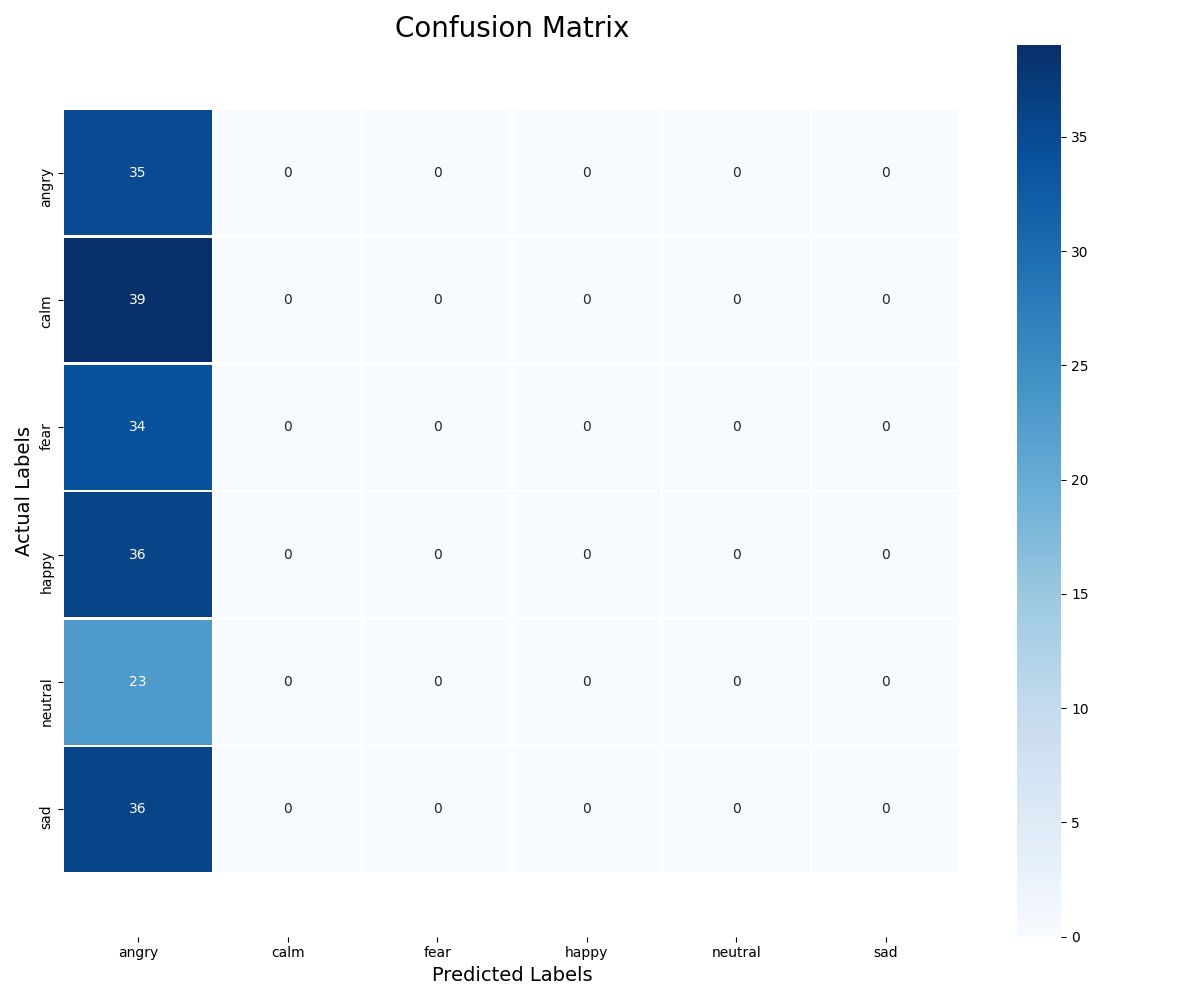 Confusion Matrix
angry 35 0 0 0 0 0
calm 39 0 0 0 0 0
fear 34 0 0 0 0 0
happy 36 0 0 0 0 0
neutral 23 0 0 0 0 0
sad 36 0 0 0 0 0
Actual Labels
angry calm fear happy neutral sad
Predicted Labels
35
30
25
20
15
10
5
0